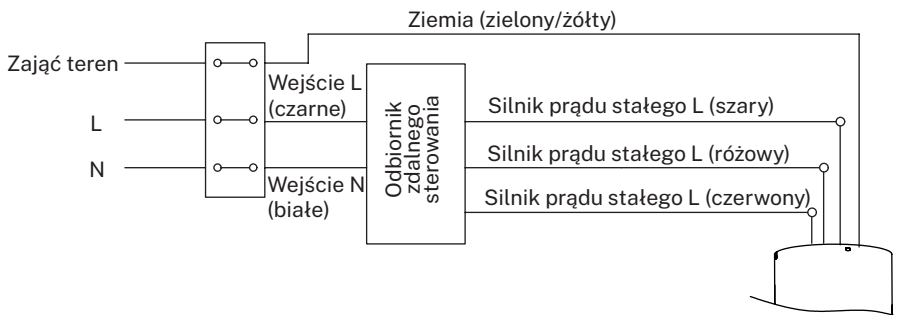 Ziemia (zielony/żółty)
Zająć teren
L
N
Wejście L
(czarne)
Wejście N
(białe)
Odbiornik
zdalnego
sterowania
Silnik prądu stałego L (szary)
Silnik prądu stałego L (różowy)
Silnik prądu stałego L (czerwony)